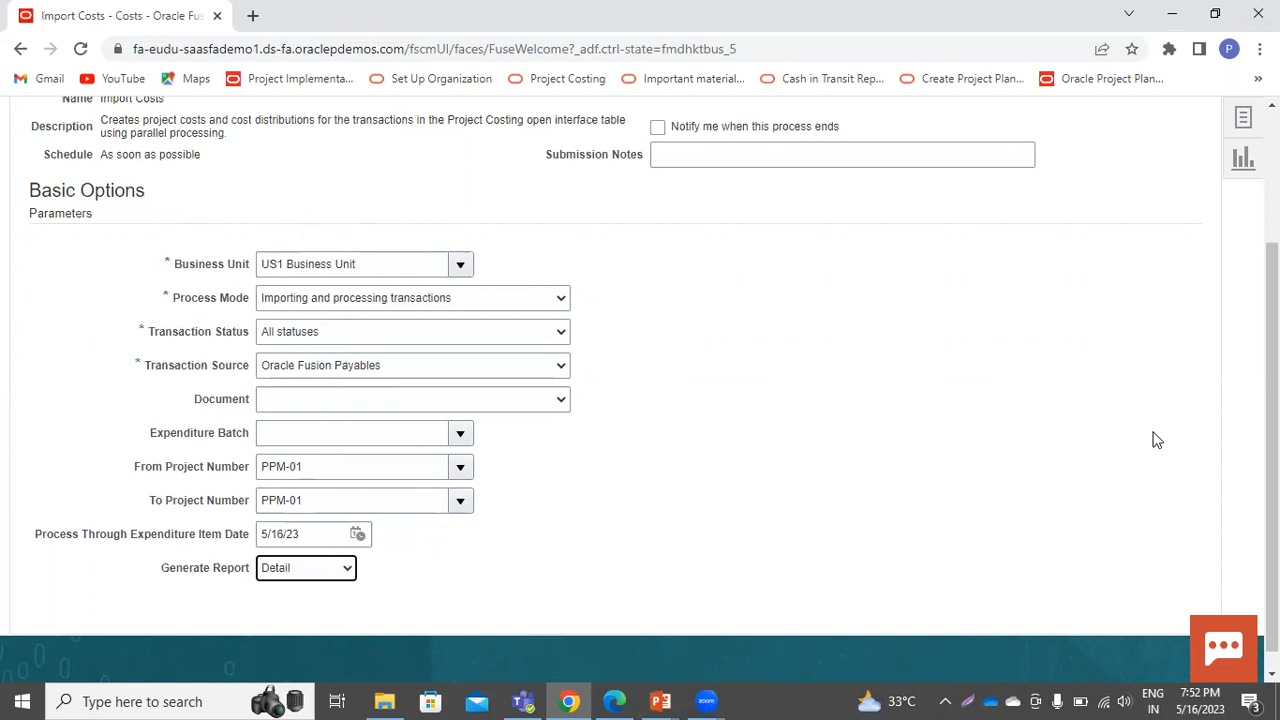 Import Costs - Costs - Oracle Fus
fa-eudu-saasfademo1.ds-fa.oraclepdemos.com/fscmUI/faces/FuseWelcome?_adf.ctrl-state=fmdhktbus_5
P
Gmail YouTube Maps Project Implementa... Set Up Organization Project Costing Important material... Cash in Transit Rep... Create Project Plan... Oracle Project Plan... »
Name Import Costs
Description Creates project costs and cost distributions for the transactions in the Project Costing open interface table
using parallel processing.
Notify me when this process ends
Schedule As soon as possible
Submission Notes
Basic Options
Parameters
* Business Unit US1 Business Unit
* Process Mode Importing and processing transactions
* Transaction Status All statuses
* Transaction Source Oracle Fusion Payables
Document
Expenditure Batch
From Project Number PPM-01
To Project Number PPM-01
Process Through Expenditure Item Date 5/16/23
Generate Report Detail
Type here to search
33°C
ENG
IN
7:52 PM
5/16/2023
3
zoom